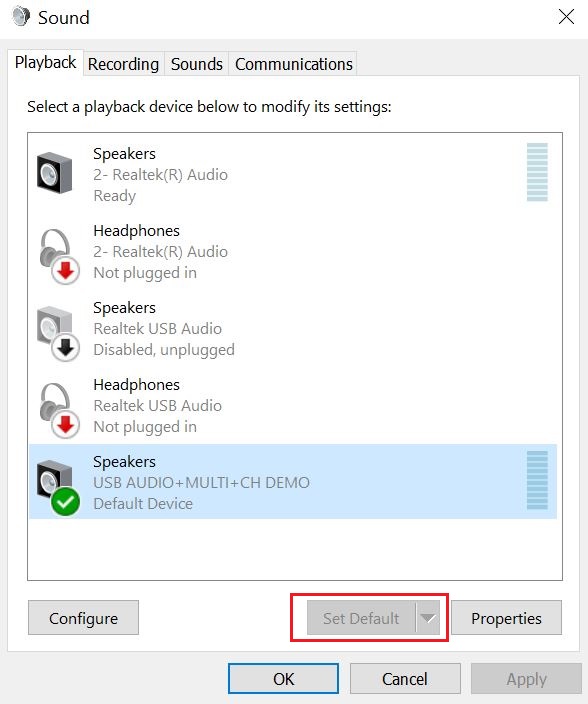 Sound
Playback Recording Sounds Communications
Select a playback device below to modify its settings:
Speakers
2- Realtek(R) Audio
Ready
Headphones
2- Realtek(R) Audio
Not plugged in
Speakers
Realtek USB Audio
Disabled, unplugged
Headphones
Realtek USB Audio
Not plugged in
Speakers
USB AUDIO+MULTI+CH DEMO
Default Device
Configure Set Default Properties
OK Cancel Apply